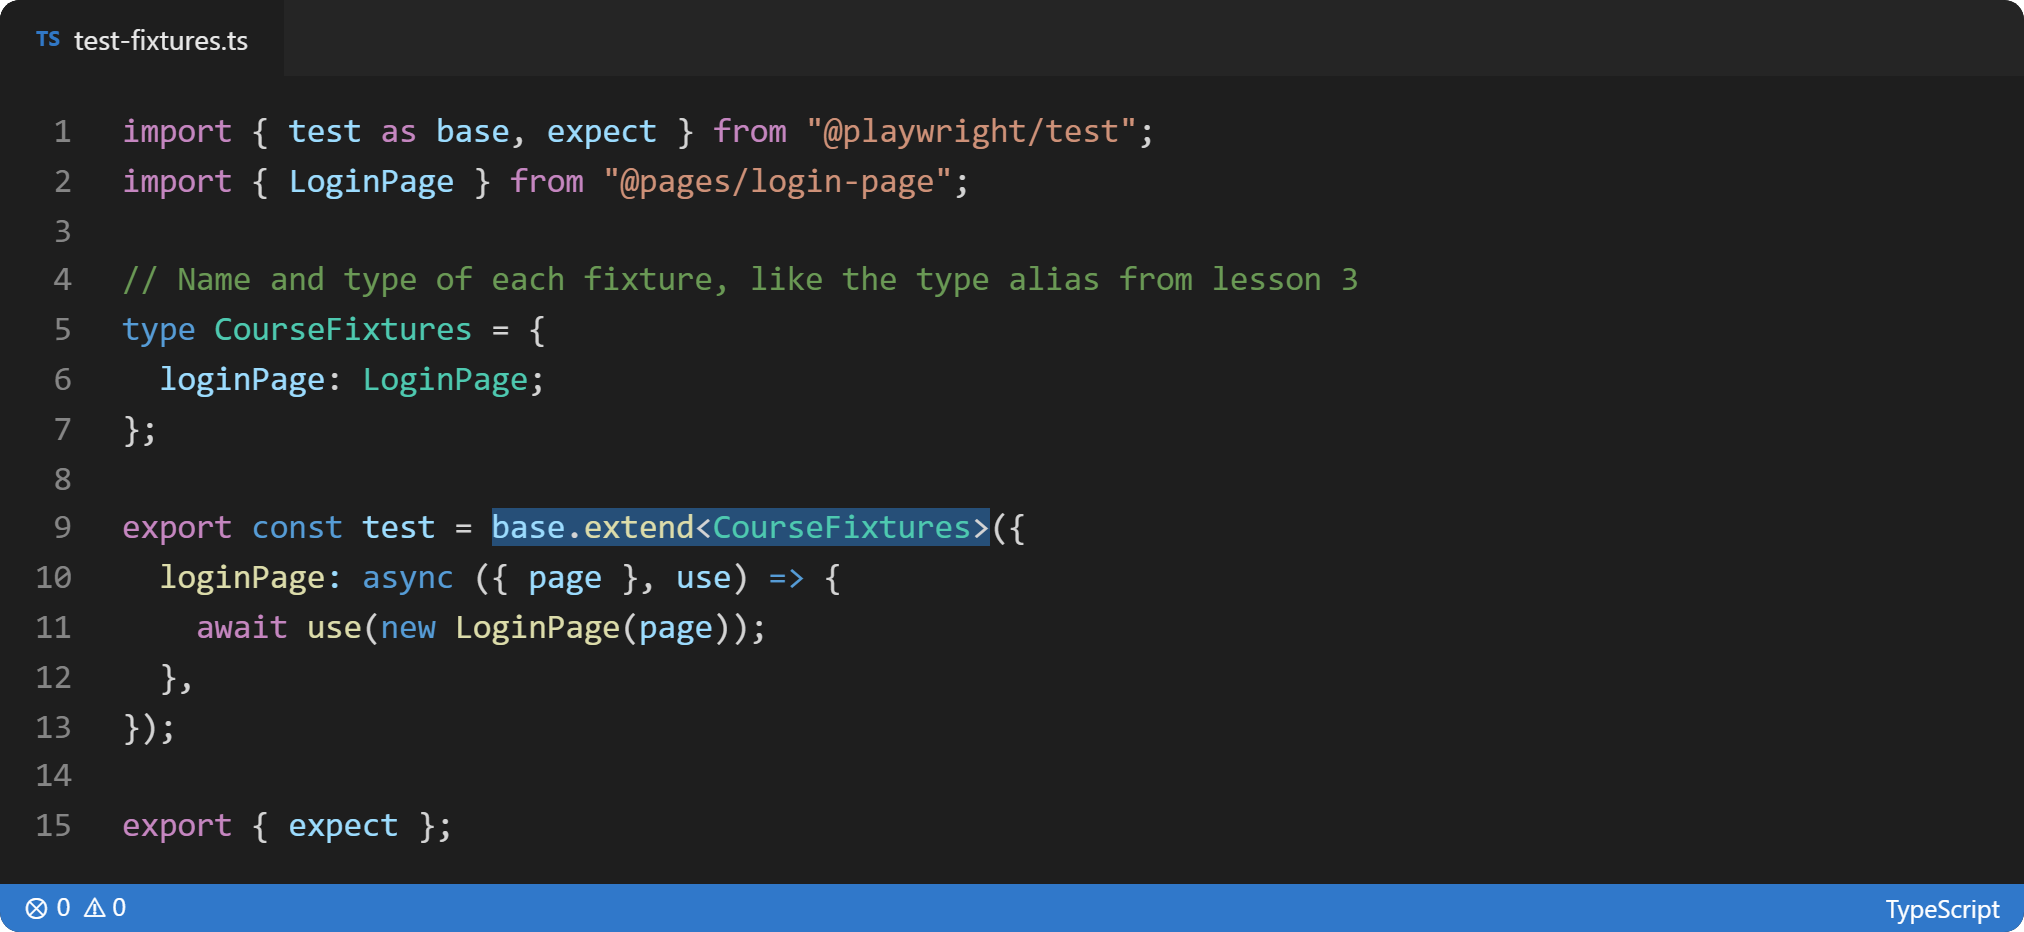 TS test-fixtures.ts
1 import { test as base, expect } from "@playwright/test";
2 import { LoginPage } from "@pages/login-page";
3
4 // Name and type of each fixture, like the type alias from lesson 3
5 type CourseFixtures = {
6   loginPage: LoginPage;
7 };
8
9 export const test = base.extend<CourseFixtures>({
10   loginPage: async ({ page }, use) => {
11     await use(new LoginPage(page));
12   },
13 });
14
15 export { expect };
0 0 TypeScript